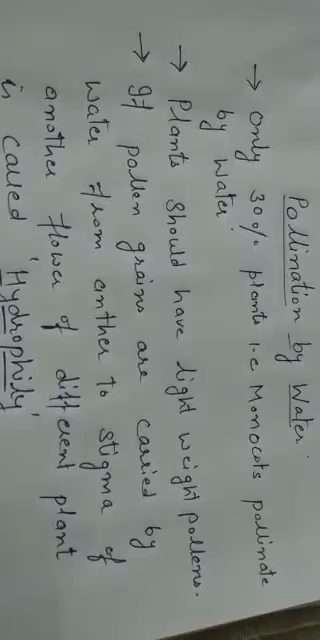 Pollination by Water.
→ only 30% plants i.e Monocots pollinate
by water.
→ Plants should have light weight pollens.
→ If pollen grains are carried by
water from anther to stigma of
another flower of different plant
is called 'Hydrophily'